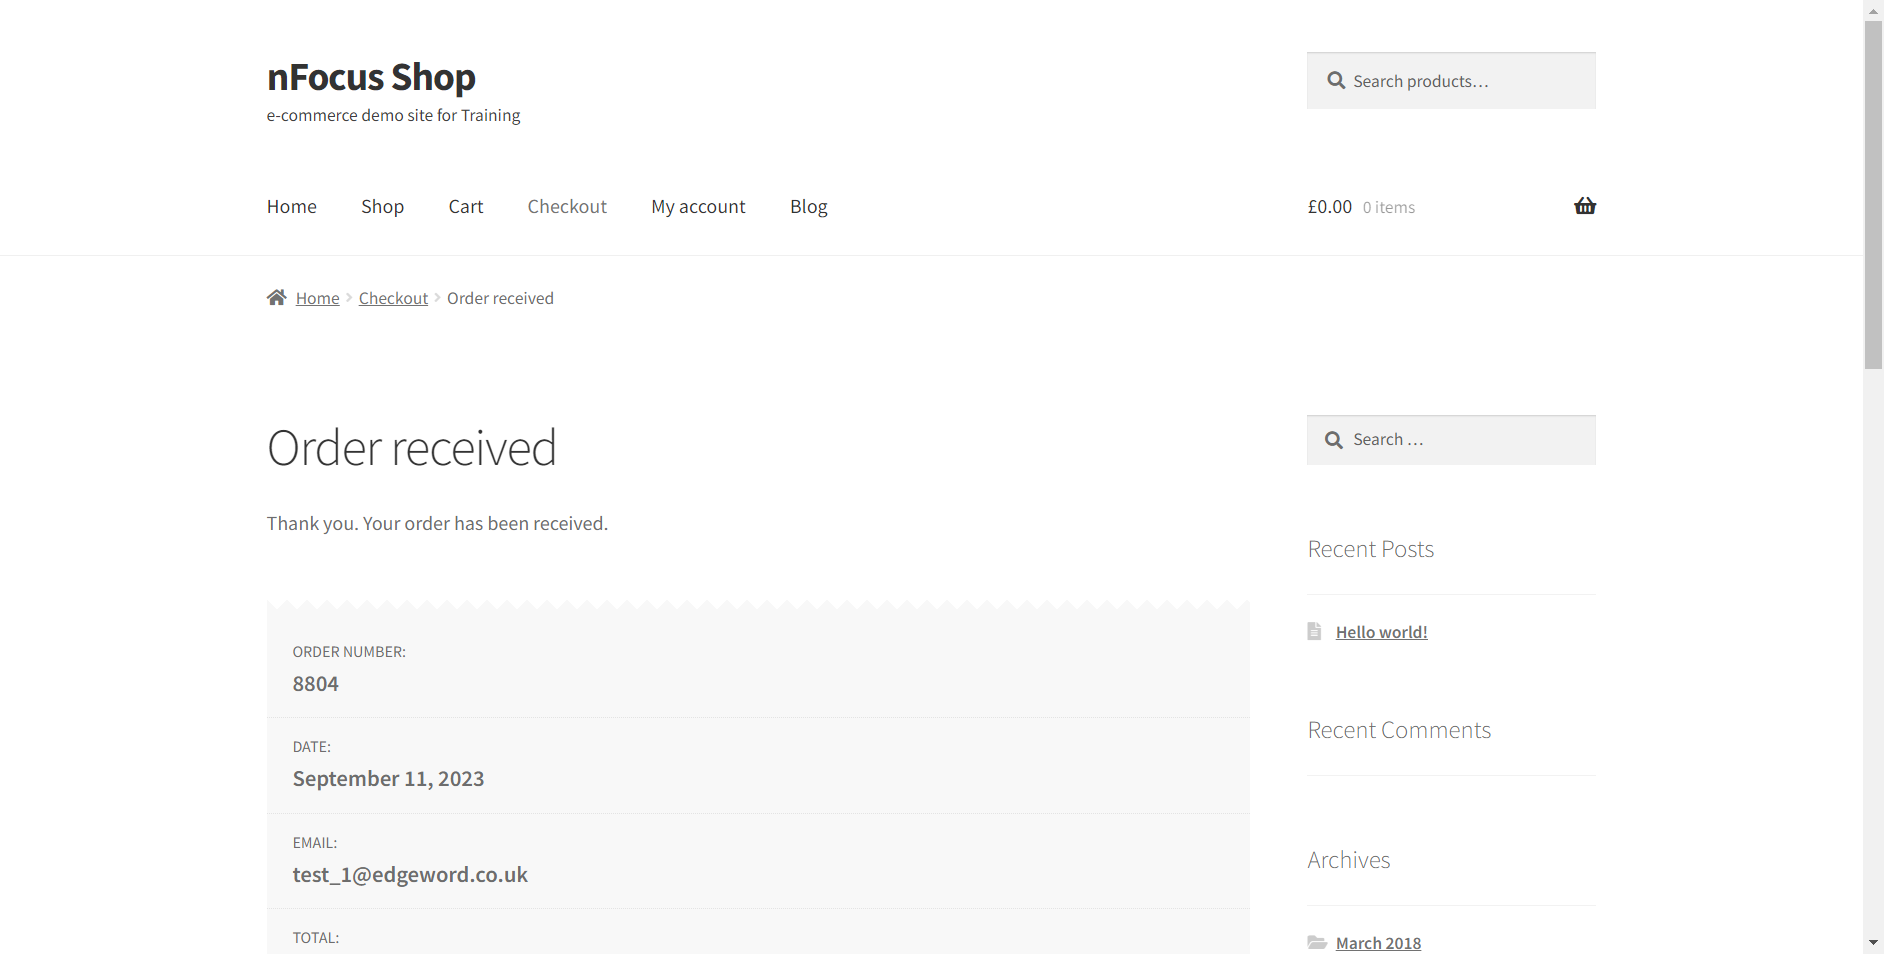 nFocus Shop
e-commerce demo site for Training
Search products…
Home Shop Cart Checkout My account Blog
£0.00 0 items
Home Checkout Order received
Order received
Thank you. Your order has been received.
ORDER NUMBER:
8804
DATE:
September 11, 2023
EMAIL:
test_1@edgeword.co.uk
TOTAL:
Search …
Recent Posts
Hello world!
Recent Comments
Archives
March 2018